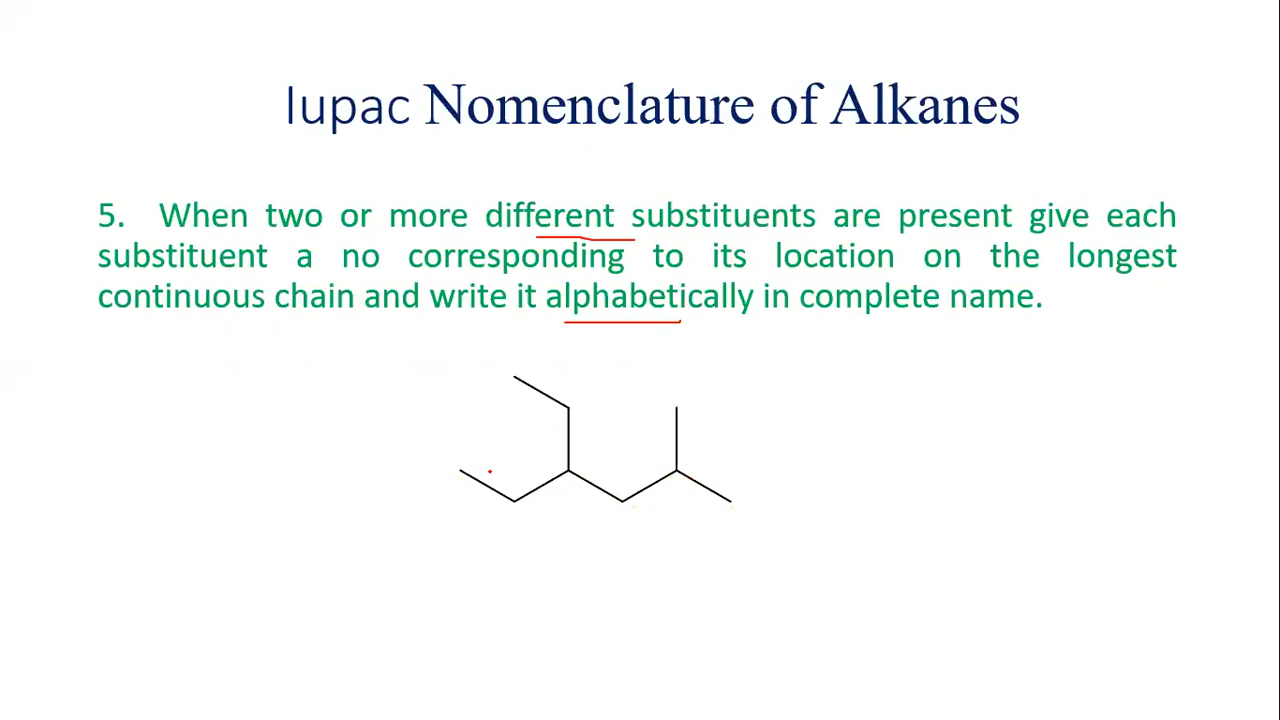 Iupac Nomenclature of Alkanes
5. When two or more different substituents are present give each
substituent a no corresponding to its location on the longest
continuous chain and write it alphabetically in complete name.